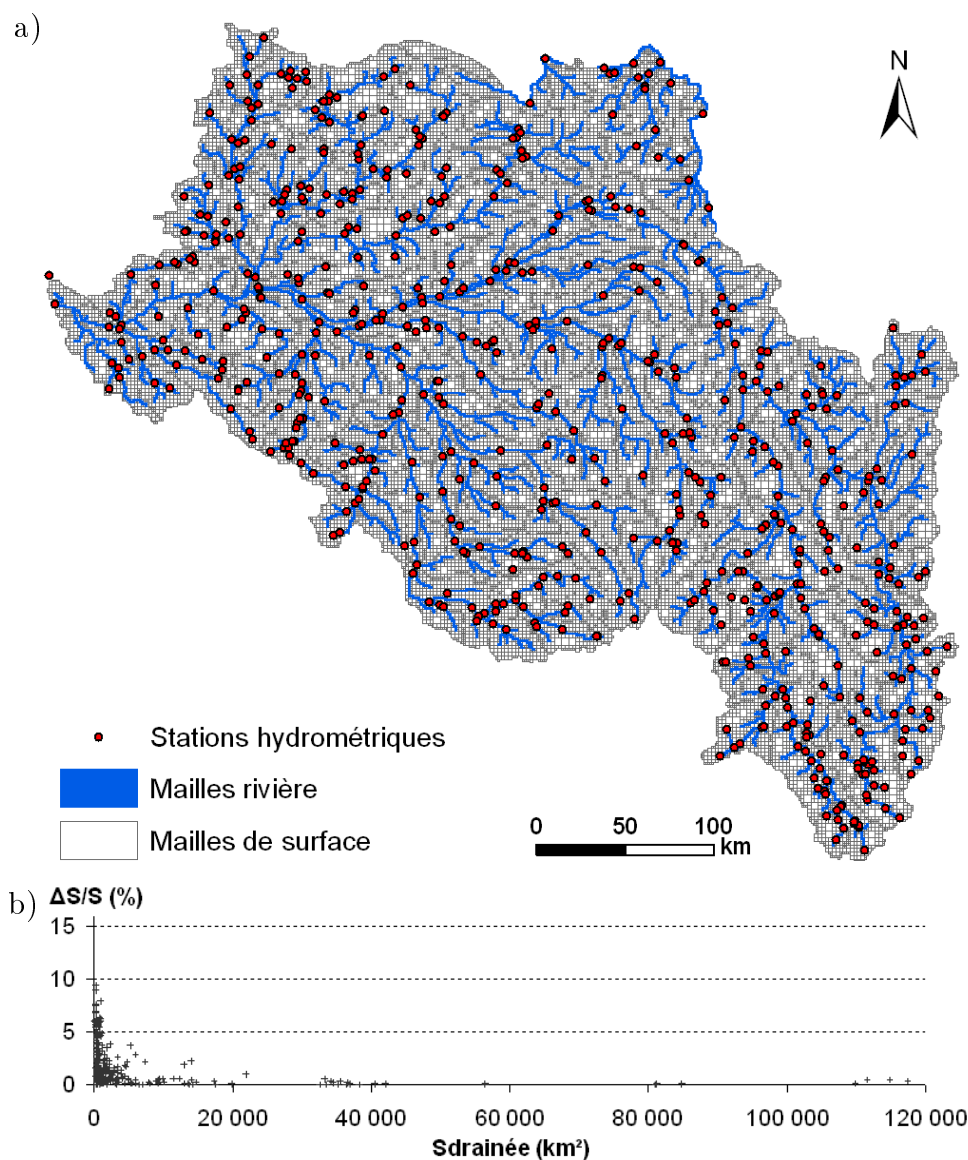 a)
N
Stations hydrométriques
Mailles rivière
Mailles de surface
0 50 100
km
b) ΔS/S (%)
15
10
5
0
0 20 000 40 000 60 000 80 000 100 000 120 000
Sdrainée (km²)